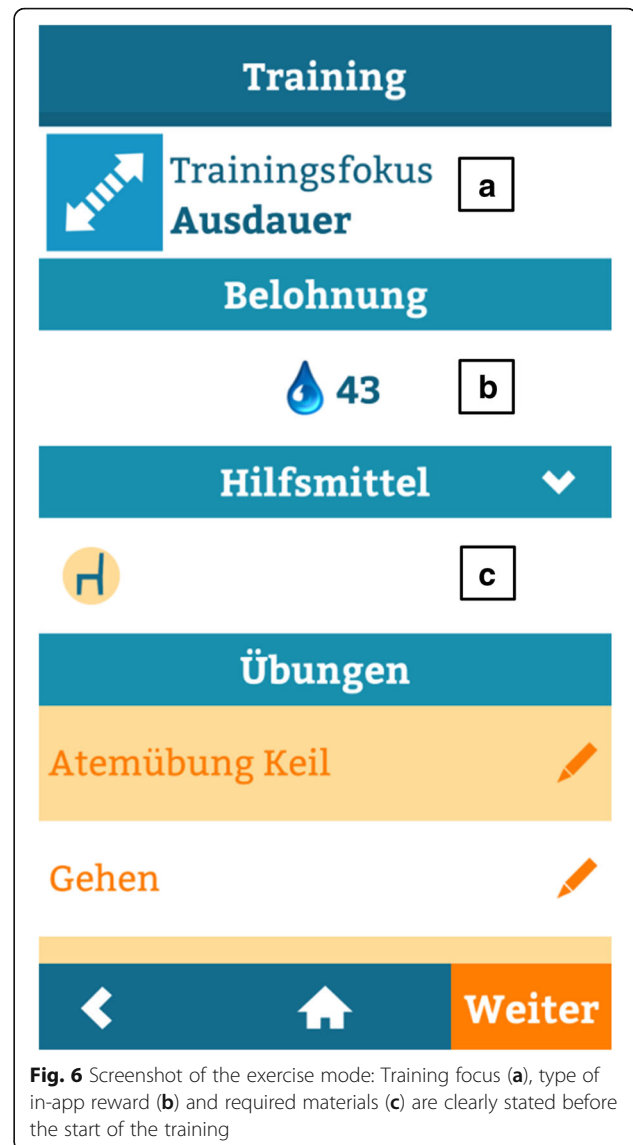 Training
Trainingsfokus
Ausdauer
a
Belohnung
43
b
Hilfsmittel
c
Übungen
Atemübung Keil
Gehen
Weiter
Fig. 6 Screenshot of the exercise mode: Training focus (a), type of
in-app reward (b) and required materials (c) are clearly stated before
the start of the training